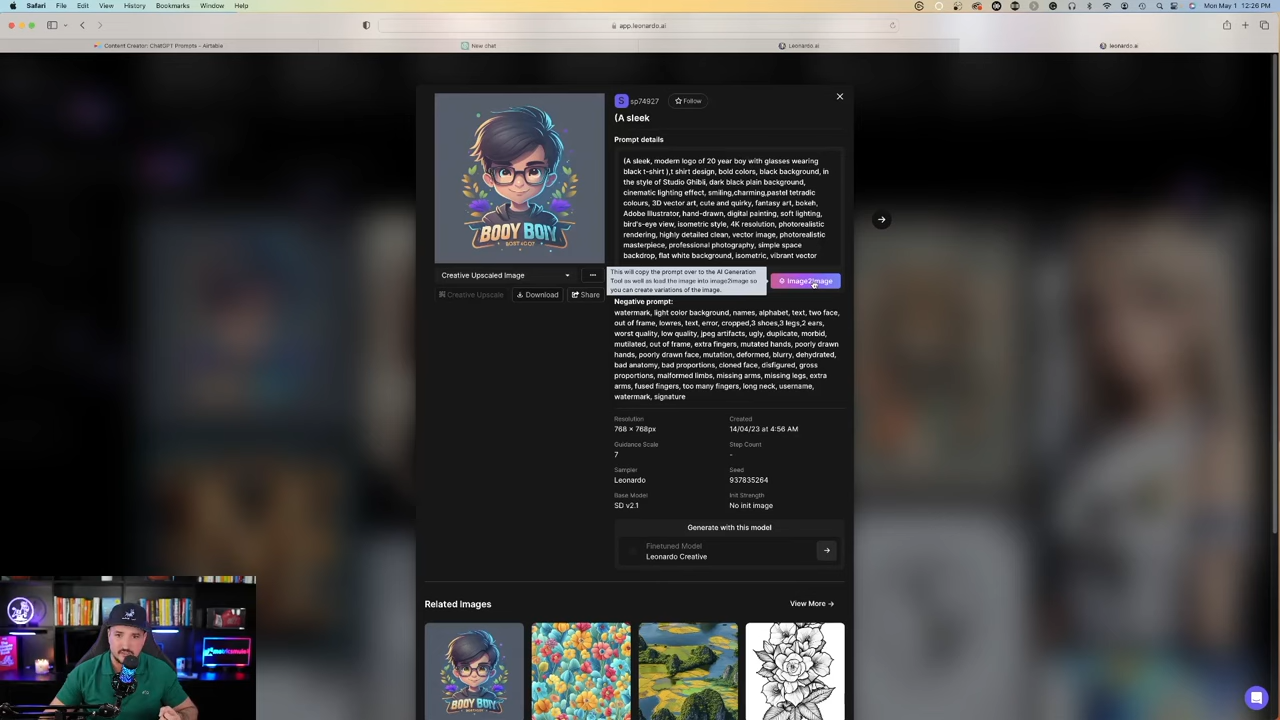 Safari File Edit View History Bookmarks Window Help
Mon May 1 12:26 PM
app.leonardo.ai
Content Creator: ChatGPT Prompts - Airtable
New chat
Leonardo.ai
leonardo.ai
S sp74927 Follow
(A sleek
Prompt details
(A sleek, modern logo of 20 year boy with glasses wearing
black t-shirt ),t shirt design, bold colors, black background, in
the style of Studio Ghibli, dark black plain background,
cinematic lighting effect, smiling,charming,pastel tetradic
colours, 3D vector art, cute and quirky, fantasy art, bokeh,
Adobe Illustrator, hand-drawn, digital painting, soft lighting,
bird's-eye view, isometric style, 4K resolution, photorealistic
rendering, highly detailed clean, vector image, photorealistic
masterpiece, professional photography, simple space
backdrop, flat white background, isometric, vibrant vector
BODY BOIY
Creative Upscaled Image
Creative Upscale Download Share
This will copy the prompt over to the AI Generation
Tool as well as load the image into image2image so
you can create variations of the image.
Image2Image
Negative prompt:
watermark, light color background, names, alphabet, text, two face,
out of frame, lowres, text, error, cropped,3 shoes,3 legs,2 ears,
worst quality, low quality, jpeg artifacts, ugly, duplicate, morbid,
mutilated, out of frame, extra fingers, mutated hands, poorly drawn
hands, poorly drawn face, mutation, deformed, blurry, dehydrated,
bad anatomy, bad proportions, cloned face, disfigured, gross
proportions, malformed limbs, missing arms, missing legs, extra
arms, fused fingers, too many fingers, long neck, username,
watermark, signature
Resolution Created
768 × 768px 14/04/23 at 4:56 AM
Guidance Scale Step Count
7 -
Sampler Seed
Leonardo 937835264
Base Model Init Strength
SD v2.1 No init image
Generate with this model
Finetuned Model
Leonardo Creative
Related Images View More